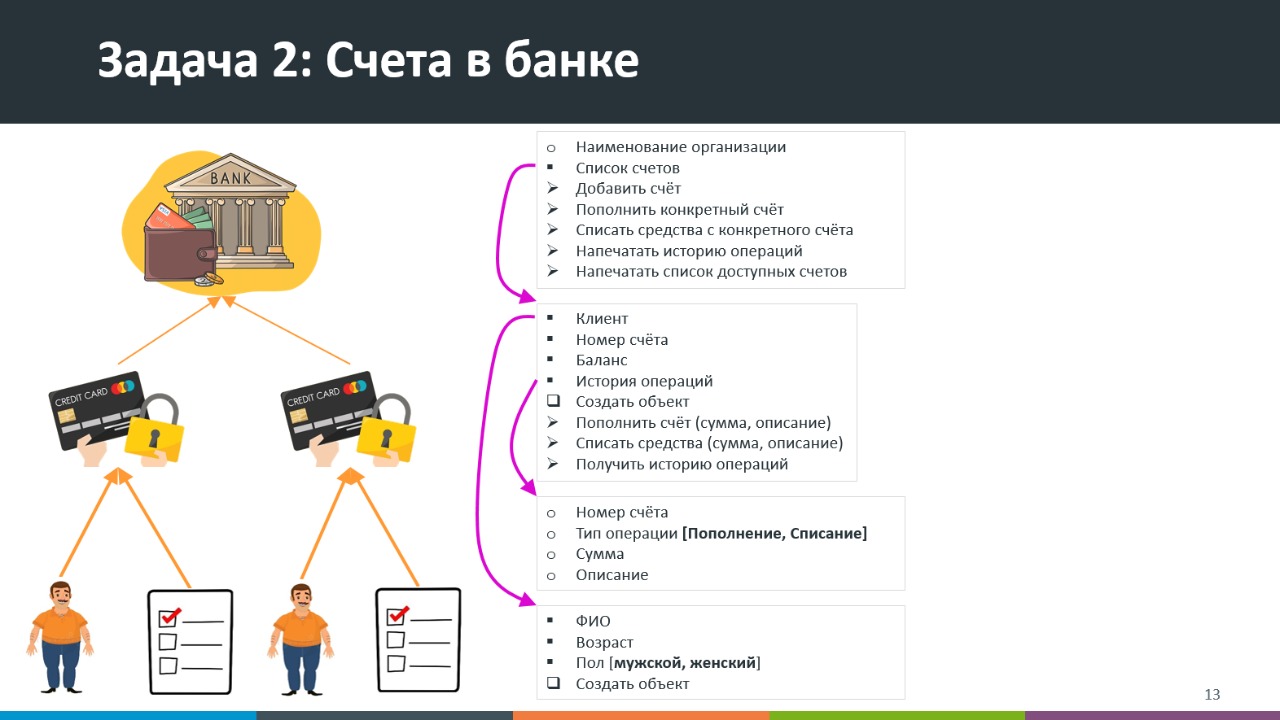 Задача 2: Счета в банке
BANK
Наименование организации
Список счетов
Добавить счёт
Пополнить конкретный счёт
Списать средства с конкретного счёта
Напечатать историю операций
Напечатать список доступных счетов
CREDIT CARD
CREDIT CARD
Клиент
Номер счёта
Баланс
История операций
Создать объект
Пополнить счёт (сумма, описание)
Списать средства (сумма, описание)
Получить историю операций
Номер счёта
Тип операции [Пополнение, Списание]
Сумма
Описание
ФИО
Возраст
Пол [мужской, женский]
Создать объект
13